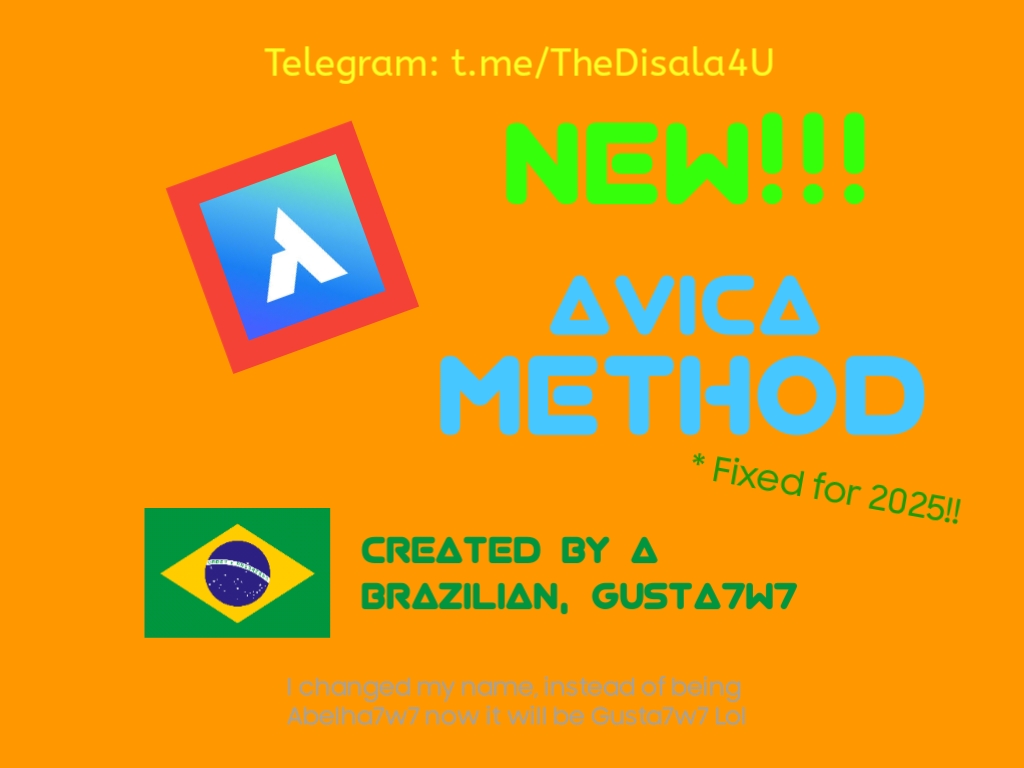 Telegram: t.me/TheDisala4U
NEW!!!
AVICA
METHOD
* Fixed for 2025!!
CREATED BY A
BRAZILIAN, GUSTA7W7
I changed my name, instead of being
Abelha7w7 now it will be Gusta7w7 Lol